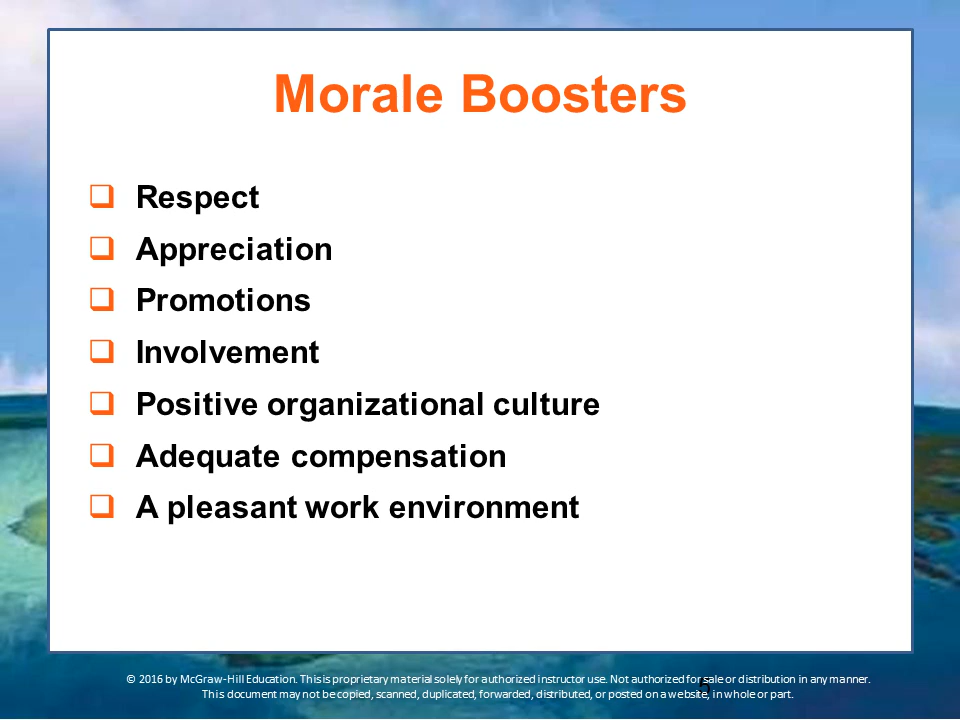 Morale Boosters
Respect
Appreciation
Promotions
Involvement
Positive organizational culture
Adequate compensation
A pleasant work environment
© 2016 by McGraw-Hill Education. This is proprietary material solely for authorized instructor use. Not authorized for sale or distribution in any manner.
This document may not be copied, scanned, duplicated, forwarded, distributed, or posted on a website, in whole or part.
5